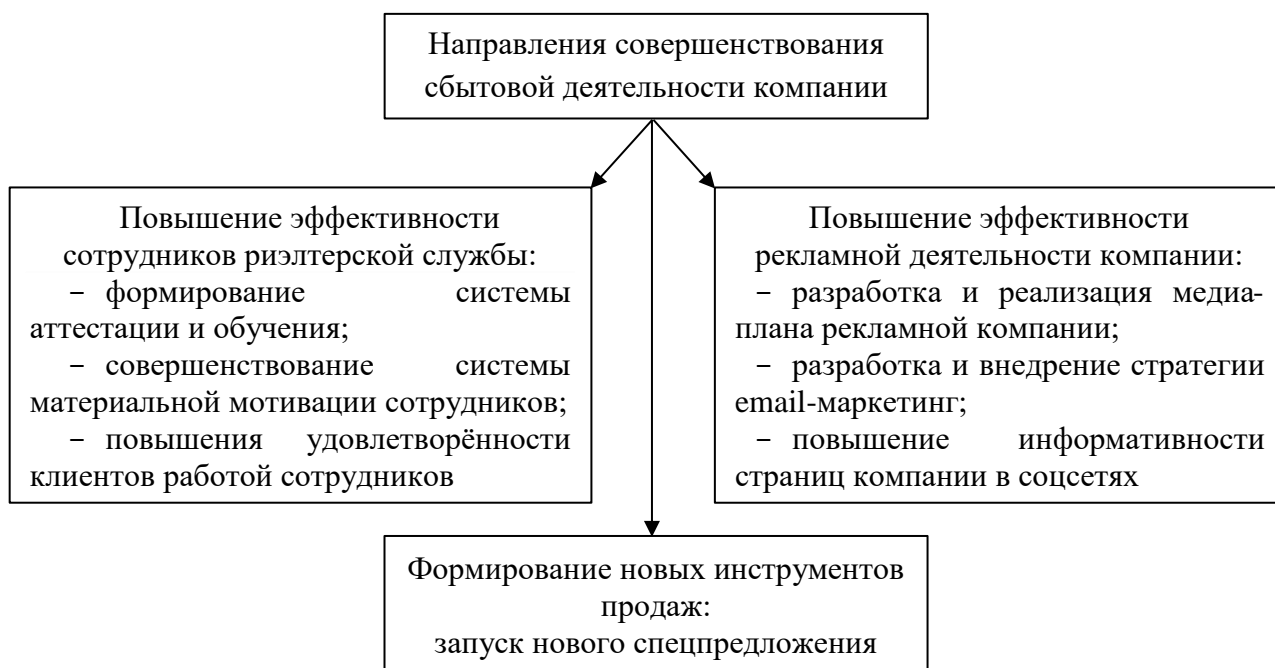 Направления совершенствования
сбытовой деятельности компании
Повышение эффективности
сотрудников риэлтерской службы:
– формирование системы
аттестации и обучения;
– совершенствование системы
материальной мотивации сотрудников;
– повышения удовлетворённости
клиентов работой сотрудников
Повышение эффективности
рекламной деятельности компании:
– разработка и реализация медиа-
плана рекламной компании;
– разработка и внедрение стратегии
email-маркетинг;
– повышение информативности
страниц компании в соцсетях
Формирование новых инструментов
продаж:
запуск нового спецпредложения